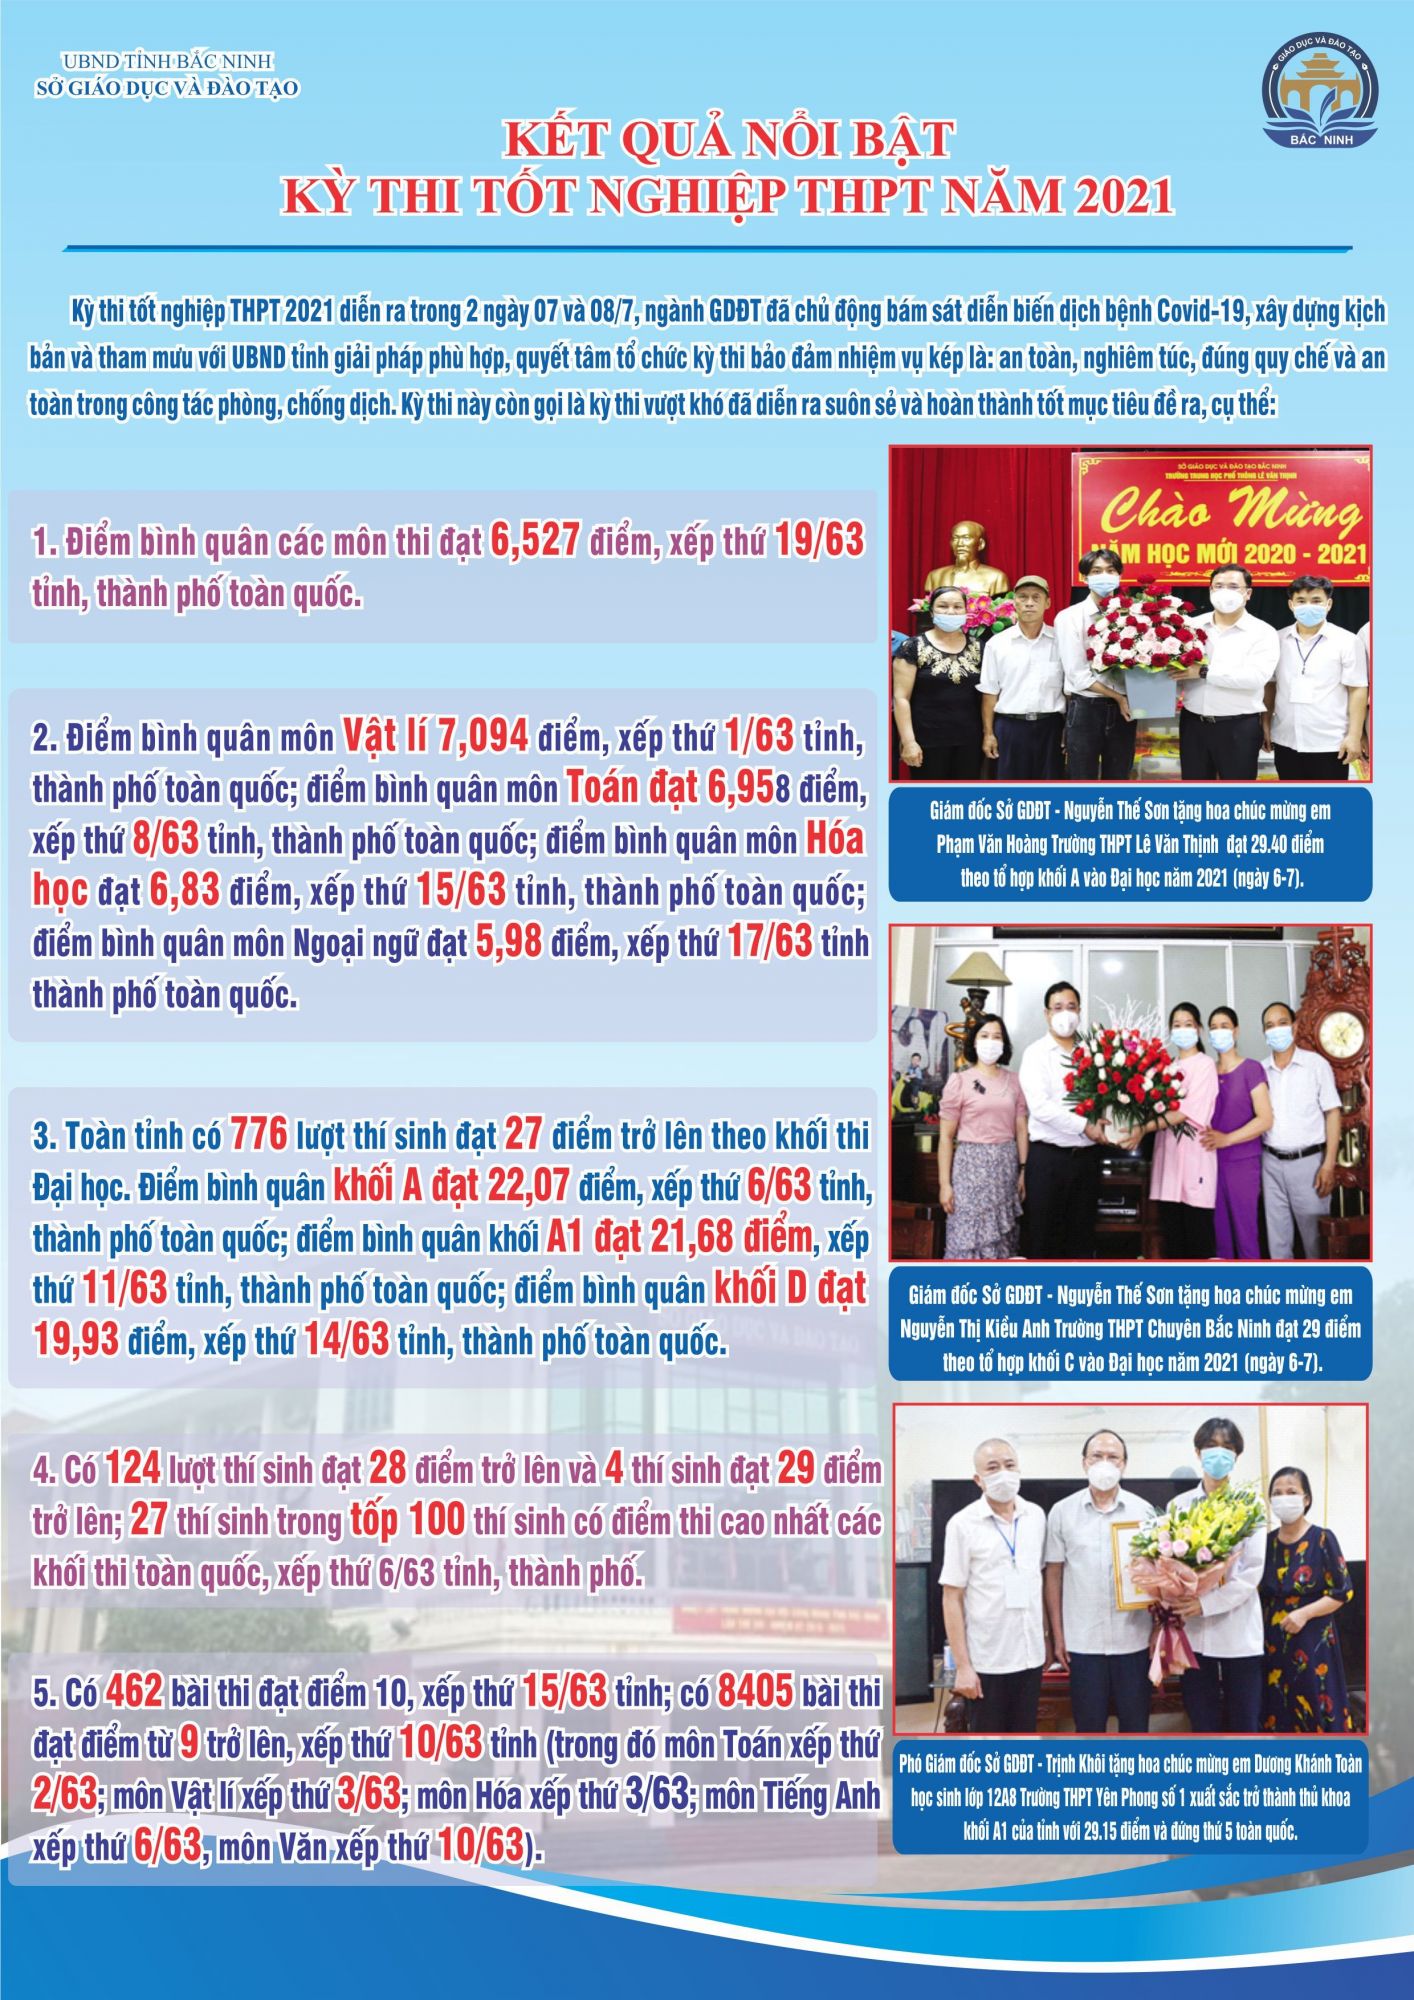 UBND TỈNH BẮC NINH
SỞ GIÁO DỤC VÀ ĐÀO TẠO
GIÁO DỤC VÀ ĐÀO TẠO
BẮC NINH
KẾT QUẢ NỔI BẬT
KỲ THI TỐT NGHIỆP THPT NĂM 2021
Kỳ thi tốt nghiệp THPT 2021 diễn ra trong 2 ngày 07 và 08/7, ngành GDĐT đã chủ động bám sát diễn biến dịch bệnh Covid-19, xây dựng kịch
bản và tham mưu với UBND tỉnh giải pháp phù hợp, quyết tâm tổ chức kỳ thi bảo đảm nhiệm vụ kép là: an toàn, nghiêm túc, đúng quy chế và an
toàn trong công tác phòng, chống dịch. Kỳ thi này còn gọi là kỳ thi vượt khó đã diễn ra suôn sẻ và hoàn thành tốt mục tiêu đề ra, cụ thể:
1. Điểm bình quân các môn thi đạt 6,527 điểm, xếp thứ 19/63
tỉnh, thành phố toàn quốc.
2. Điểm bình quân môn Vật lí 7,094 điểm, xếp thứ 1/63 tỉnh,
thành phố toàn quốc; điểm bình quân môn Toán đạt 6,958 điểm,
xếp thứ 8/63 tỉnh, thành phố toàn quốc; điểm bình quân môn Hóa
học đạt 6,83 điểm, xếp thứ 15/63 tỉnh, thành phố toàn quốc;
điểm bình quân môn Ngoại ngữ đạt 5,98 điểm, xếp thứ 17/63 tỉnh
thành phố toàn quốc.
3. Toàn tỉnh có 776 lượt thí sinh đạt 27 điểm trở lên theo khối thi
Đại học. Điểm bình quân khối A đạt 22,07 điểm, xếp thứ 6/63 tỉnh,
thành phố toàn quốc; điểm bình quân khối A1 đạt 21,68 điểm, xếp
thứ 11/63 tỉnh, thành phố toàn quốc; điểm bình quân khối D đạt
19,93 điểm, xếp thứ 14/63 tỉnh, thành phố toàn quốc.
4. Có 124 lượt thí sinh đạt 28 điểm trở lên và 4 thí sinh đạt 29 điểm
trở lên; 27 thí sinh trong tốp 100 thí sinh có điểm thi cao nhất các
khối thi toàn quốc, xếp thứ 6/63 tỉnh, thành phố.
5. Có 462 bài thi đạt điểm 10, xếp thứ 15/63 tỉnh; có 8405 bài thi
đạt điểm từ 9 trở lên, xếp thứ 10/63 tỉnh (trong đó môn Toán xếp thứ
2/63; môn Vật lí xếp thứ 3/63; môn Hóa xếp thứ 3/63; môn Tiếng Anh
xếp thứ 6/63, môn Văn xếp thứ 10/63).
SỞ GIÁO DỤC VÀ ĐÀO TẠO BẮC NINH
TRƯỜNG TRUNG HỌC PHỔ THÔNG LÊ VĂN THỊNH
Chào Mừng
NĂM HỌC MỚI 2020 - 2021
Giám đốc Sở GDĐT - Nguyễn Thế Sơn tặng hoa chúc mừng em
Phạm Văn Hoàng Trường THPT Lê Văn Thịnh đạt 29.40 điểm
theo tổ hợp khối A vào Đại học năm 2021 (ngày 6-7).
Giám đốc Sở GDĐT - Nguyễn Thế Sơn tặng hoa chúc mừng em
Nguyễn Thị Kiều Anh Trường THPT Chuyên Bắc Ninh đạt 29 điểm
theo tổ hợp khối C vào Đại học năm 2021 (ngày 6-7).
Phó Giám đốc Sở GDĐT - Trịnh Khôi tặng hoa chúc mừng em Dương Khánh Toàn
học sinh lớp 12A8 Trường THPT Yên Phong số 1 xuất sắc trở thành thủ khoa
khối A1 của tỉnh với 29.15 điểm và đứng thứ 5 toàn quốc.